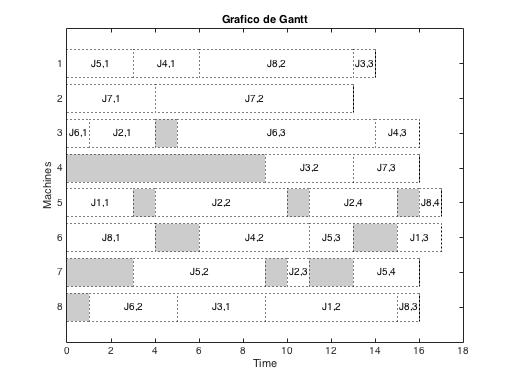 Grafico de Gantt
Machines
1 J5,1 J4,1 J8,2 J3,3
2 J7,1 J7,2
3 J6,1 J2,1 J6,3 J4,3
4 J3,2 J7,3
5 J1,1 J2,2 J2,4 J8,4
6 J8,1 J4,2 J5,3 J1,3
7 J5,2 J2,3 J5,4
8 J6,2 J3,1 J1,2 J8,3
0 2 4 6 8 10 12 14 16 18
Time